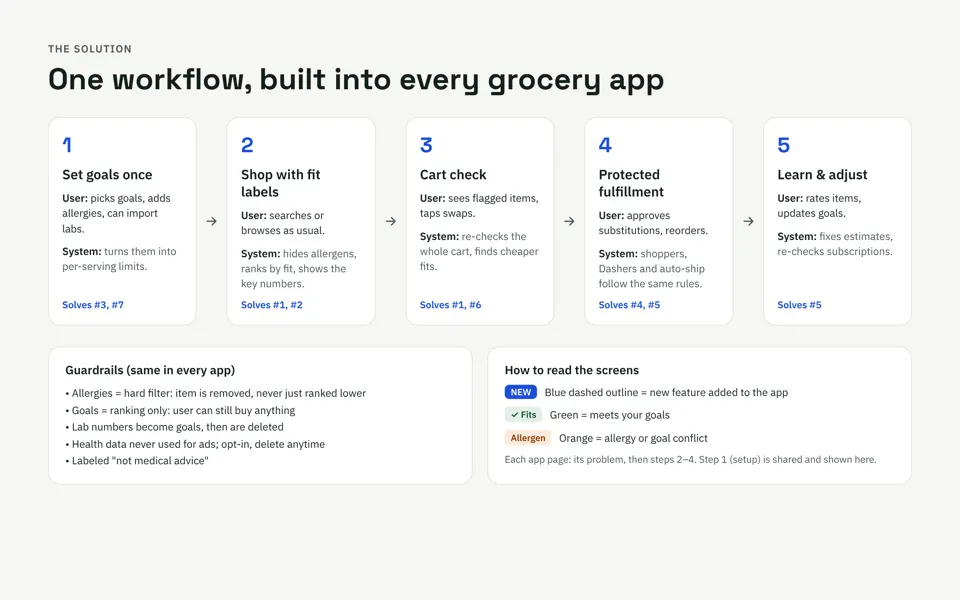 THE SOLUTION
One workflow, built into every grocery app
1
Set goals once
User: picks goals, adds
allergies, can import
labs.
System: turns them into
per-serving limits.
Solves #3, #7
→
2
Shop with fit
labels
User: searches or
browses as usual.
System: hides allergens,
ranks by fit, shows the
key numbers.
Solves #1, #2
→
3
Cart check
User: sees flagged items,
taps swaps.
System: re-checks the
whole cart, finds cheaper
fits.
Solves #1, #6
→
4
Protected
fulfillment
User: approves
substitutions, reorders.
System: shoppers,
Dashers and auto-ship
follow the same rules.
Solves #4, #5
→
5
Learn & adjust
User: rates items,
updates goals.
System: fixes estimates,
re-checks subscriptions.
Solves #5
Guardrails (same in every app)
• Allergies = hard filter: item is removed, never just ranked lower
• Goals = ranking only: user can still buy anything
• Lab numbers become goals, then are deleted
• Health data never used for ads; opt-in, delete anytime
• Labeled "not medical advice"
How to read the screens
NEW Blue dashed outline = new feature added to the app
✓ Fits Green = meets your goals
Allergen Orange = allergy or goal conflict
Each app page: its problem, then steps 2–4. Step 1 (setup) is shared and shown here.